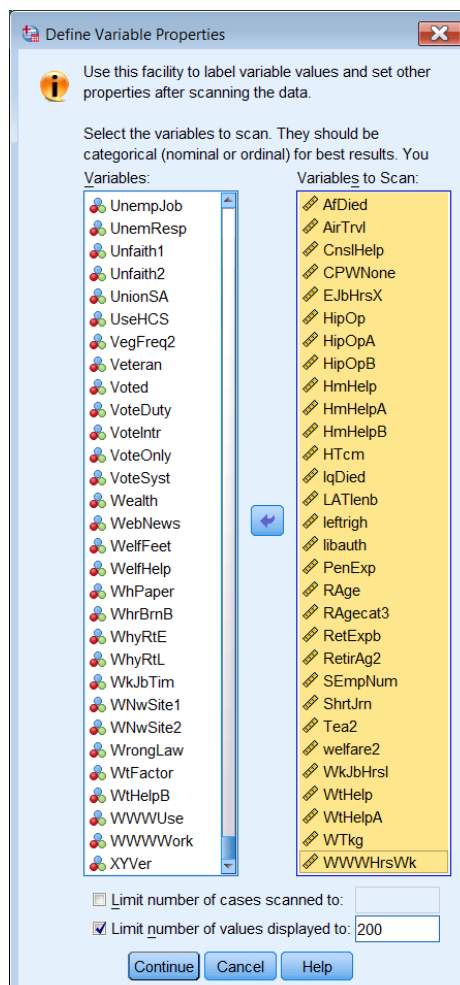 Define Variable Properties
Use this facility to label variable values and set other
properties after scanning the data.
Select the variables to scan. They should be
categorical (nominal or ordinal) for best results. You
Variables:
UnempJob
UnemResp
Unfaith1
Unfaith2
UnionSA
UseHCS
VegFreq2
Veteran
Voted
VoteDuty
VoteIntr
VoteOnly
VoteSyst
Wealth
WebNews
WelfFeet
WelfHelp
WhPaper
WhrBrnB
WhyRtE
WhyRtL
WkJbTim
WNwSite1
WNwSite2
WrongLaw
WtFactor
WtHelpB
WWWUse
WWWWork
XYVer
Variables to Scan:
AfDied
AirTrvl
CnslHelp
CPWNone
EJbHrsX
HipOp
HipOpA
HipOpB
HmHelp
HmHelpA
HmHelpB
HTcm
IqDied
LATlenb
leftrigh
libauth
PenExp
RAge
RAgecat3
RetExpb
RetirAg2
SEmpNum
ShrtJrn
Tea2
welfare2
WkJbHrsI
WtHelp
WtHelpA
WTkg
WWWHrsWk
Limit number of cases scanned to:
Limit number of values displayed to: 200
Continue Cancel Help